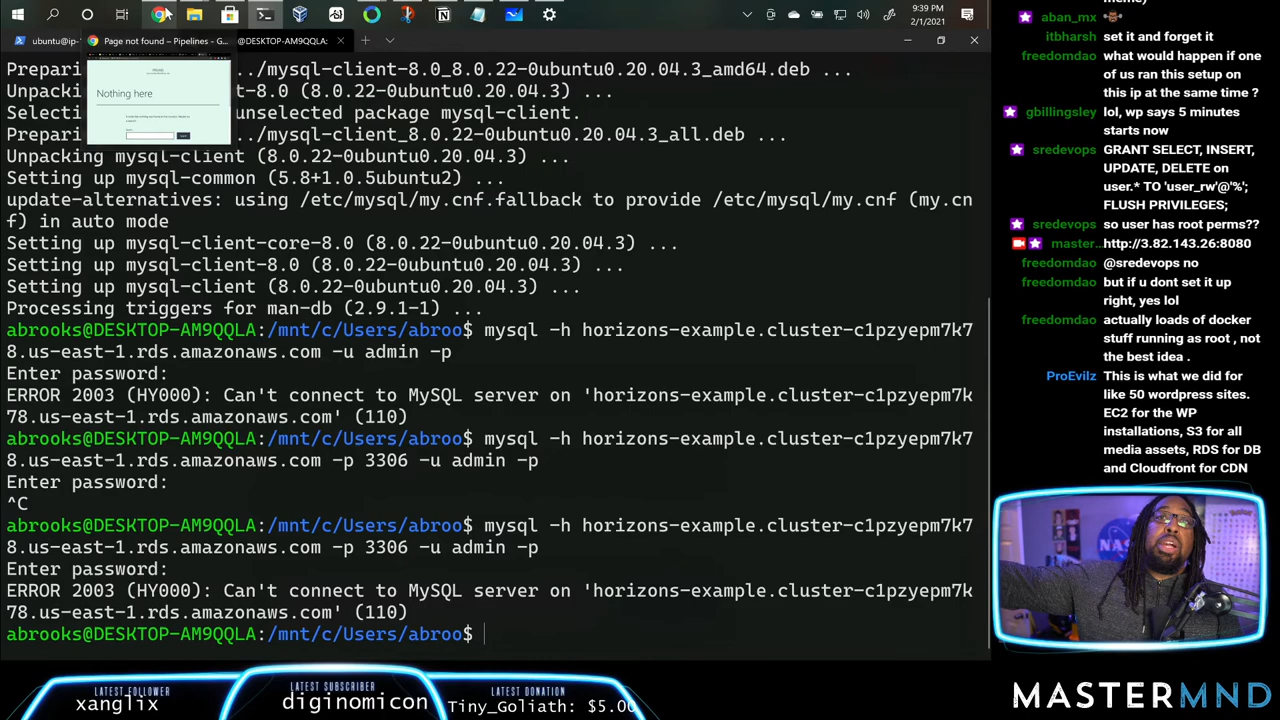 9:39 PM
2/1/2021
ubuntu@ip-
Page not found – Pipelines - G...
@DESKTOP-AM9QQLA:
Nothing here
Prepari ../mysql-client-8.0_8.0.22-0ubuntu0.20.04.3_amd64.deb ...
Unpacki t-8.0 (8.0.22-0ubuntu0.20.04.3) ...
Selecti unselected package mysql-client.
Prepari ../mysql-client_8.0.22-0ubuntu0.20.04.3_all.deb ...
Unpacking mysql-client (8.0.22-0ubuntu0.20.04.3) ...
Setting up mysql-common (5.8+1.0.5ubuntu2) ...
update-alternatives: using /etc/mysql/my.cnf.fallback to provide /etc/mysql/my.cnf (my.cn
f) in auto mode
Setting up mysql-client-core-8.0 (8.0.22-0ubuntu0.20.04.3) ...
Setting up mysql-client-8.0 (8.0.22-0ubuntu0.20.04.3) ...
Setting up mysql-client (8.0.22-0ubuntu0.20.04.3) ...
Processing triggers for man-db (2.9.1-1) ...
abrooks@DESKTOP-AM9QQLA:/mnt/c/Users/abroo$ mysql -h horizons-example.cluster-c1pzyepm7k7
8.us-east-1.rds.amazonaws.com -u admin -p
Enter password:
ERROR 2003 (HY000): Can't connect to MySQL server on 'horizons-example.cluster-c1pzyepm7k
78.us-east-1.rds.amazonaws.com' (110)
abrooks@DESKTOP-AM9QQLA:/mnt/c/Users/abroo$ mysql -h horizons-example.cluster-c1pzyepm7k7
8.us-east-1.rds.amazonaws.com -p 3306 -u admin -p
Enter password:
^C
abrooks@DESKTOP-AM9QQLA:/mnt/c/Users/abroo$ mysql -h horizons-example.cluster-c1pzyepm7k7
8.us-east-1.rds.amazonaws.com -p 3306 -u admin -p
Enter password:
ERROR 2003 (HY000): Can't connect to MySQL server on 'horizons-example.cluster-c1pzyepm7k
78.us-east-1.rds.amazonaws.com' (110)
abrooks@DESKTOP-AM9QQLA:/mnt/c/Users/abroo$
aban_mx
itbharsh set it and forget it
freedomdao what would happen if one
of us ran this setup on
this ip at the same time ?
gbillingsley lol, wp says 5 minutes
starts now
sredevops GRANT SELECT, INSERT,
UPDATE, DELETE on
user.* TO 'user_rw'@'%';
FLUSH PRIVILEGES;
sredevops so user has root perms??
master... http://3.82.143.26:8080
freedomdao @sredevops no
freedomdao but if u dont set it up
right, yes lol
freedomdao actually loads of docker
stuff running as root , not
the best idea .
ProEvilz This is what we did for
like 50 wordpress sites.
EC2 for the WP
installations, S3 for all
media assets, RDS for DB
and Cloudfront for CDN
LATEST FOLLOWER
xanglix
LATEST SUBSCRIBER
diginomicon
LATEST DONATION
Tiny_Goliath: $5.00
MASTERMND